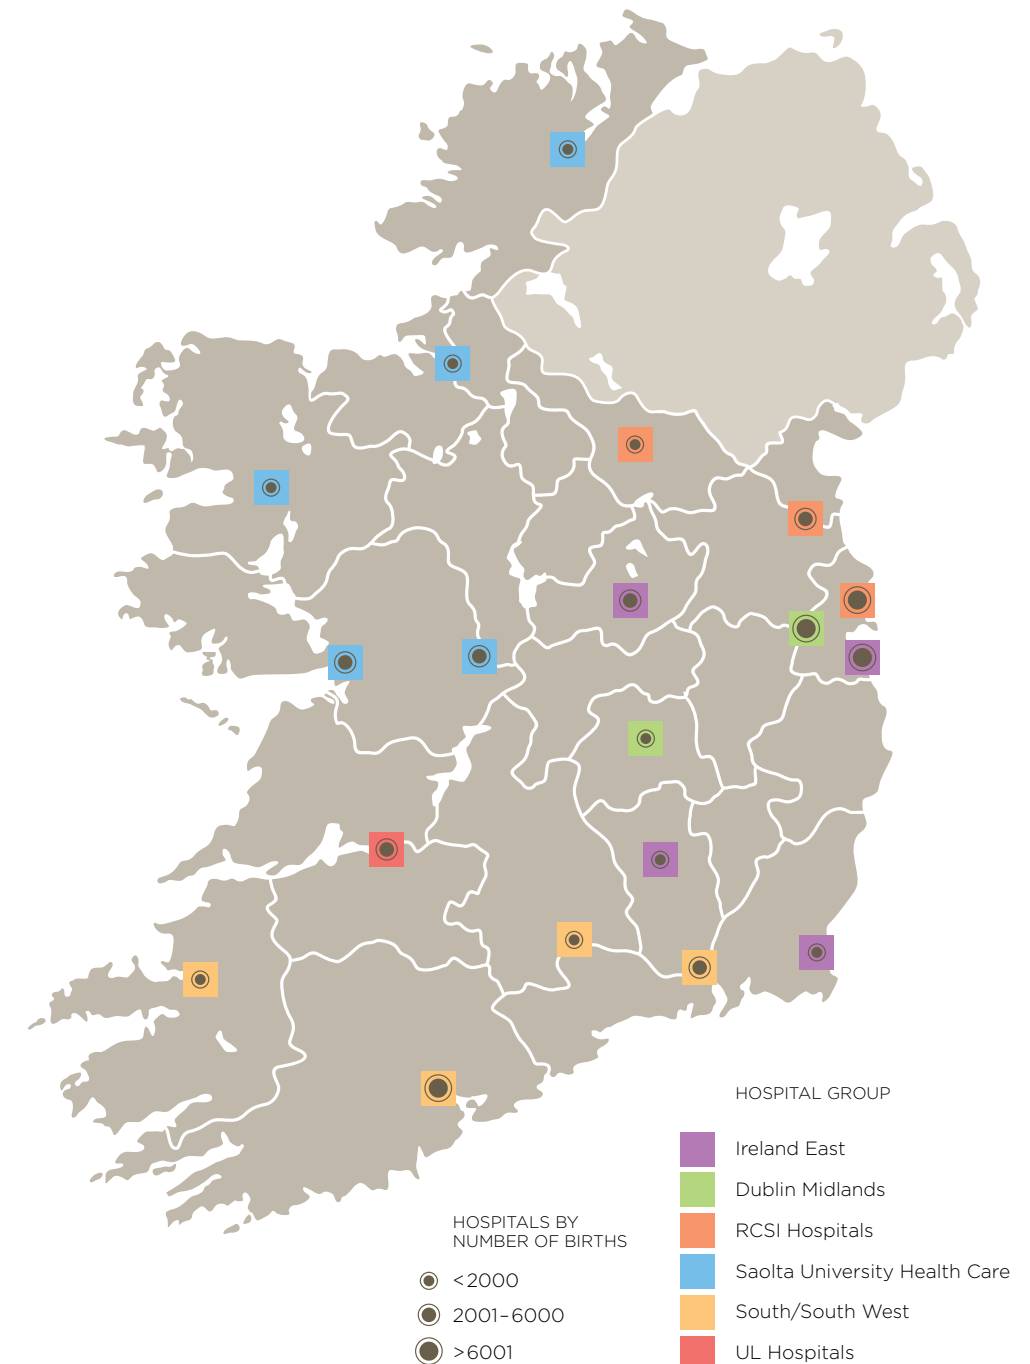 HOSPITAL GROUP
Ireland East
Dublin Midlands
RCSI Hospitals
Saolta University Health Care
South/South West
UL Hospitals
HOSPITALS BY
NUMBER OF BIRTHS
<2000
2001–6000
>6001